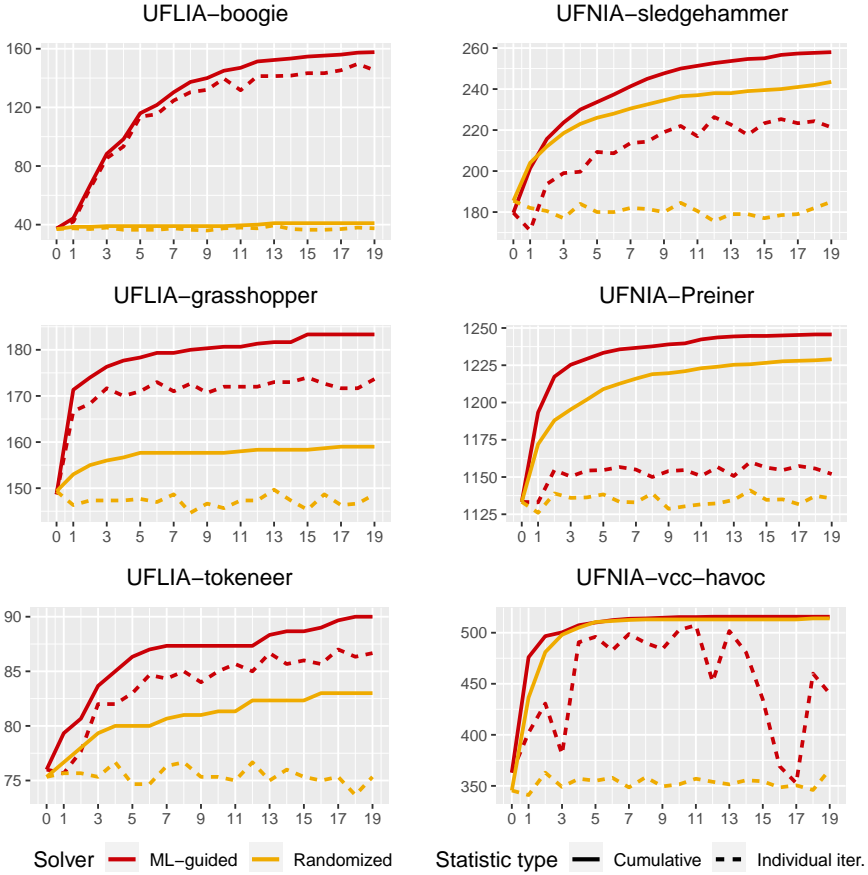 UFLIA−boogie
UFNIA−sledgehammer
160
120
80
40
0 1 3 5 7 9 11 13 15 17 19
260
240
220
200
180
0 1 3 5 7 9 11 13 15 17 19
UFLIA−grasshopper
UFNIA−Preiner
180
170
160
150
0 1 3 5 7 9 11 13 15 17 19
1250
1225
1200
1175
1150
1125
0 1 3 5 7 9 11 13 15 17 19
UFLIA−tokeneer
UFNIA−vcc−havoc
90
85
80
75
0 1 3 5 7 9 11 13 15 17 19
500
450
400
350
0 1 3 5 7 9 11 13 15 17 19
Solver ML−guided Randomized
Statistic type Cumulative Individual iter.